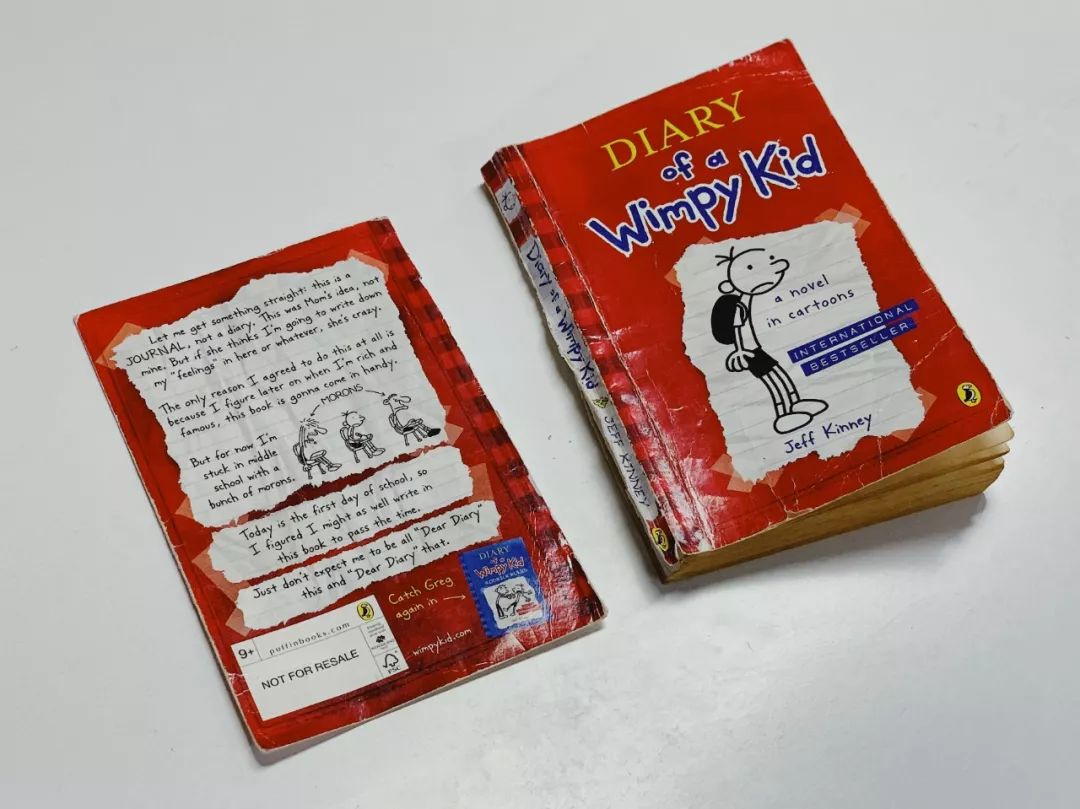 Let me get something straight: this is a
JOURNAL, not a diary. This was Mom's idea, not
mine. But if she thinks I'm going to write down
my "feelings" in here or whatever, she's crazy.
The only reason I agreed to do this at all is
because I figure later on when I'm rich and
famous, this book is gonna come in handy.
MORONS
But for now I'm
stuck in middle
school with a
bunch of morons.
Today is the first day of school, so
I figured I might as well write in
this book to pass the time.
Just don't expect me to be all "Dear Diary"
this and "Dear Diary" that.
Catch Greg
again in
DIARY
of a
Wimpy Kid
RODRICK RULES
wimpykid.com
9+
puffinbooks.com
NOT FOR RESALE
FSC
DIARY
of a
Wimpy Kid
a novel
in cartoons
INTERNATIONAL
BESTSELLER
Jeff Kinney
Diary of a Wimpy Kid
JEFF KINNEY